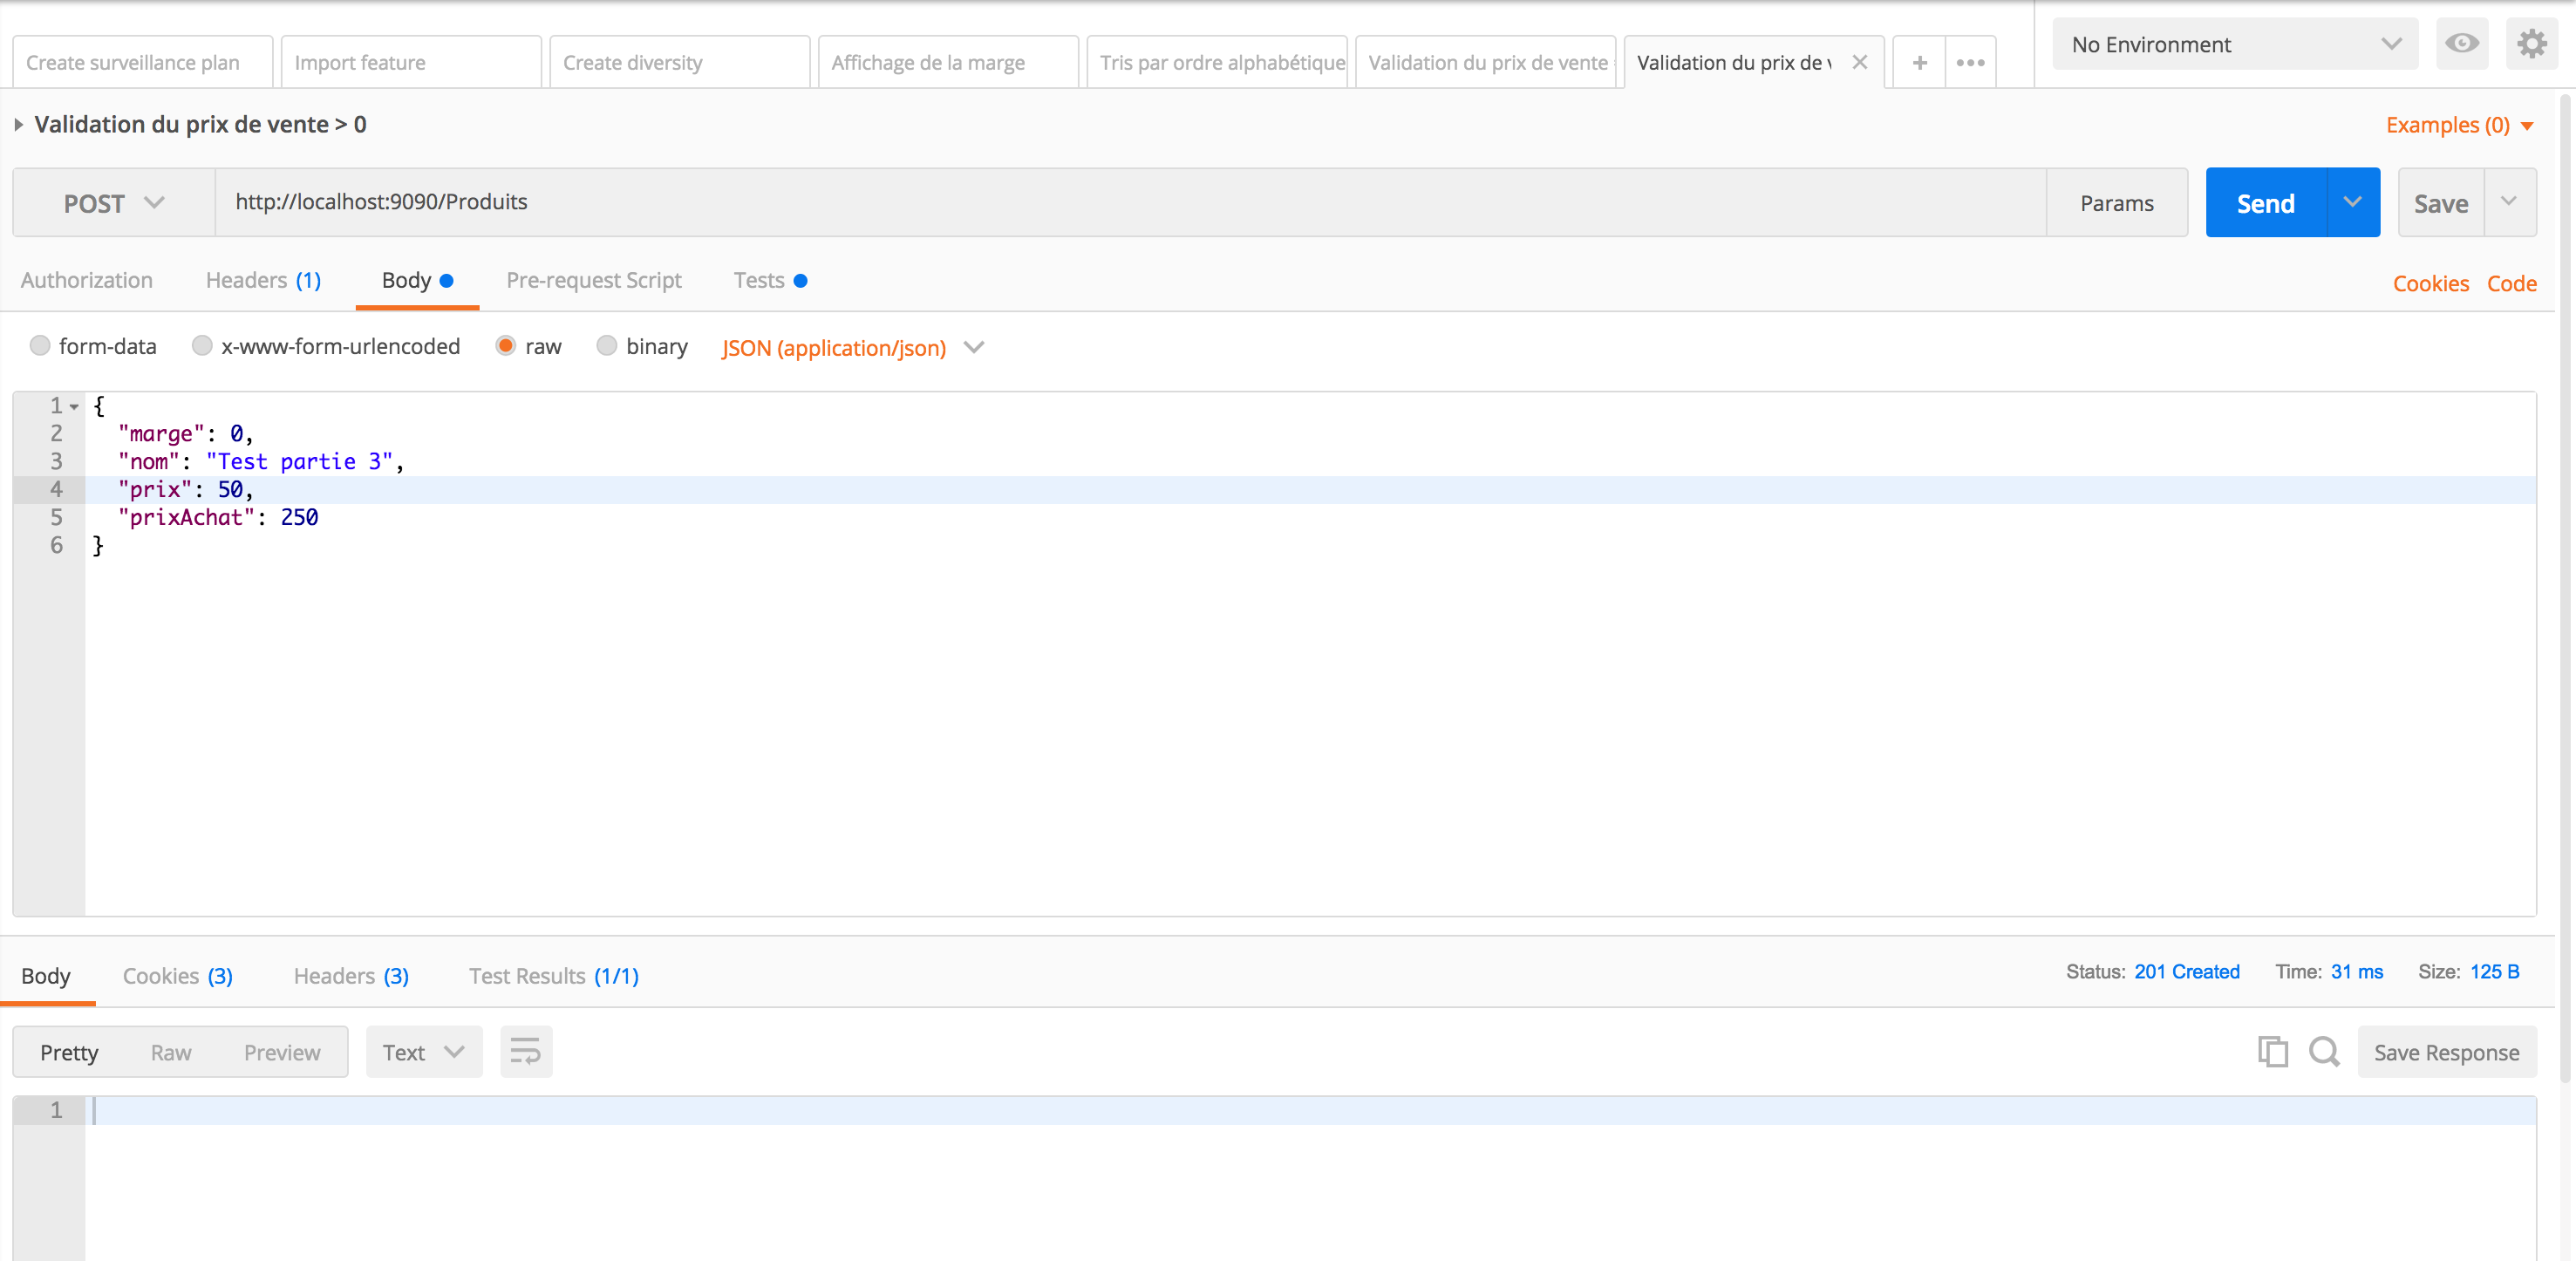 Create surveillance plan
Import feature
Create diversity
Affichage de la marge
Tris par ordre alphabétique
Validation du prix de vente
Validation du prix de
No Environment
Validation du prix de vente > 0
Examples (0)
POST
http://localhost:9090/Produits
Params
Send
Save
Authorization
Headers (1)
Body
Pre-request Script
Tests
Cookies
Code
form-data
x-www-form-urlencoded
raw
binary
JSON (application/json)
1 {
2 "marge": 0,
3 "nom": "Test partie 3",
4 "prix": 50,
5 "prixAchat": 250
6 }
Body
Cookies (3)
Headers (3)
Test Results (1/1)
Status: 201 Created
Time: 31 ms
Size: 125 B
Pretty
Raw
Preview
Text
Save Response
1